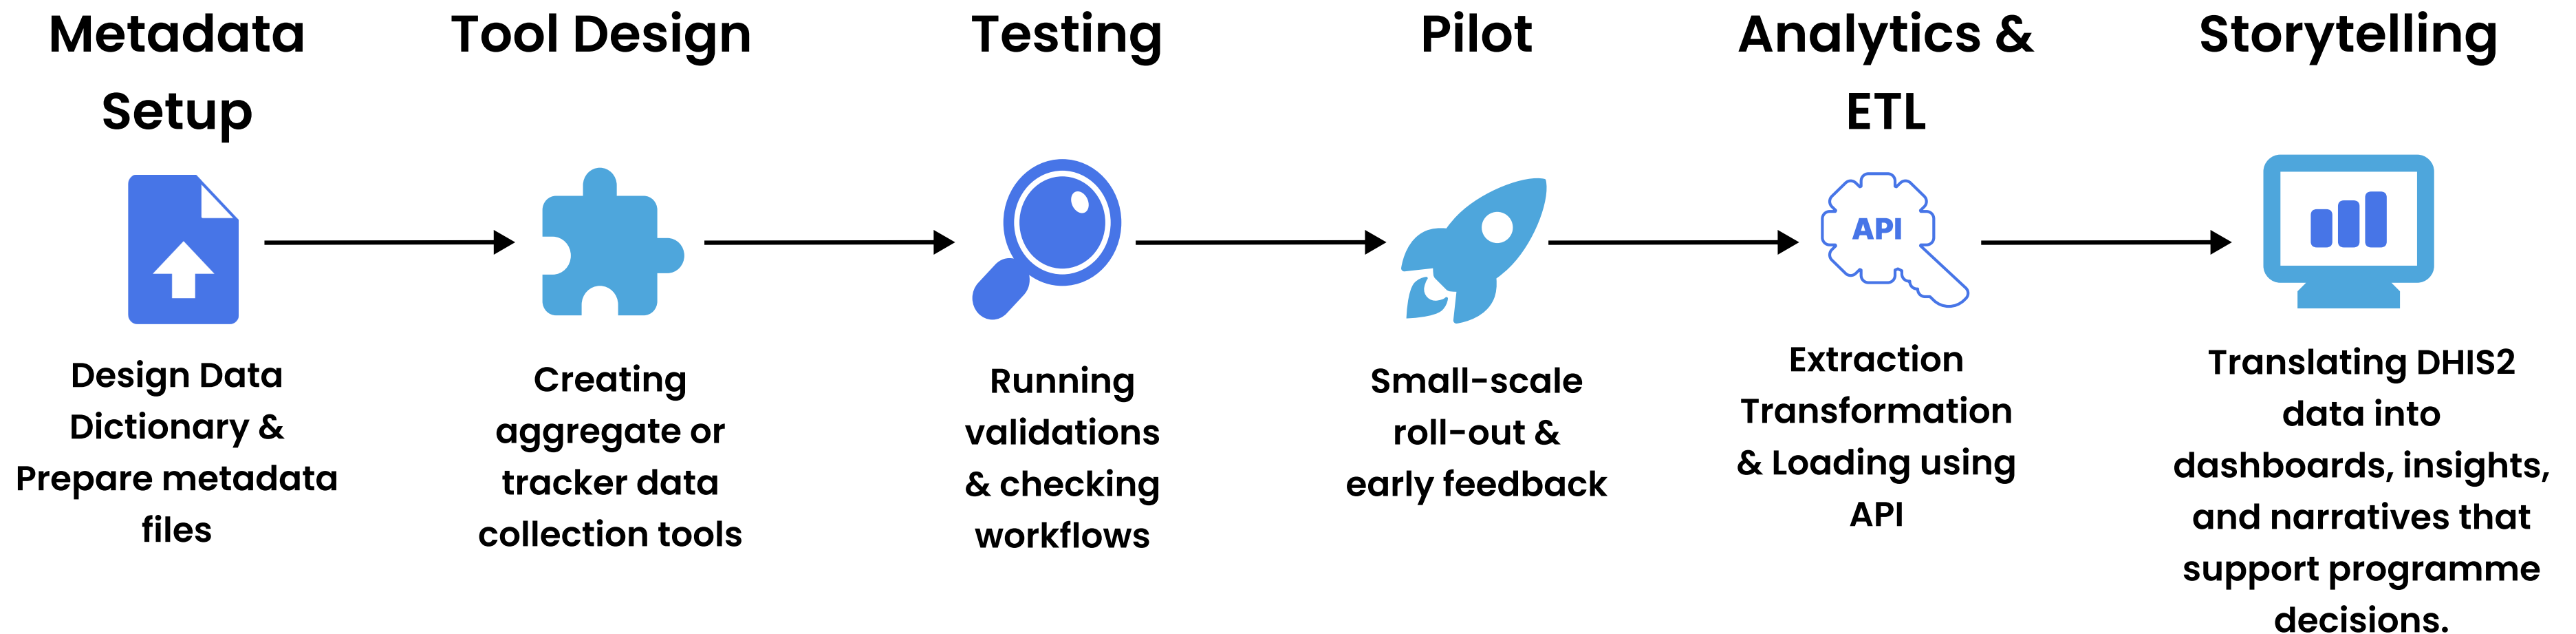 Metadata
Setup
Design Data
Dictionary &
Prepare metadata
files
Tool Design
Creating
aggregate or
tracker data
collection tools
Testing
Running
validations
& checking
workflows
Pilot
Small-scale
roll-out &
early feedback
Analytics &
ETL
API
Extraction
Transformation
& Loading using
API
Storytelling
Translating DHIS2
data into
dashboards, insights,
and narratives that
support programme
decisions.